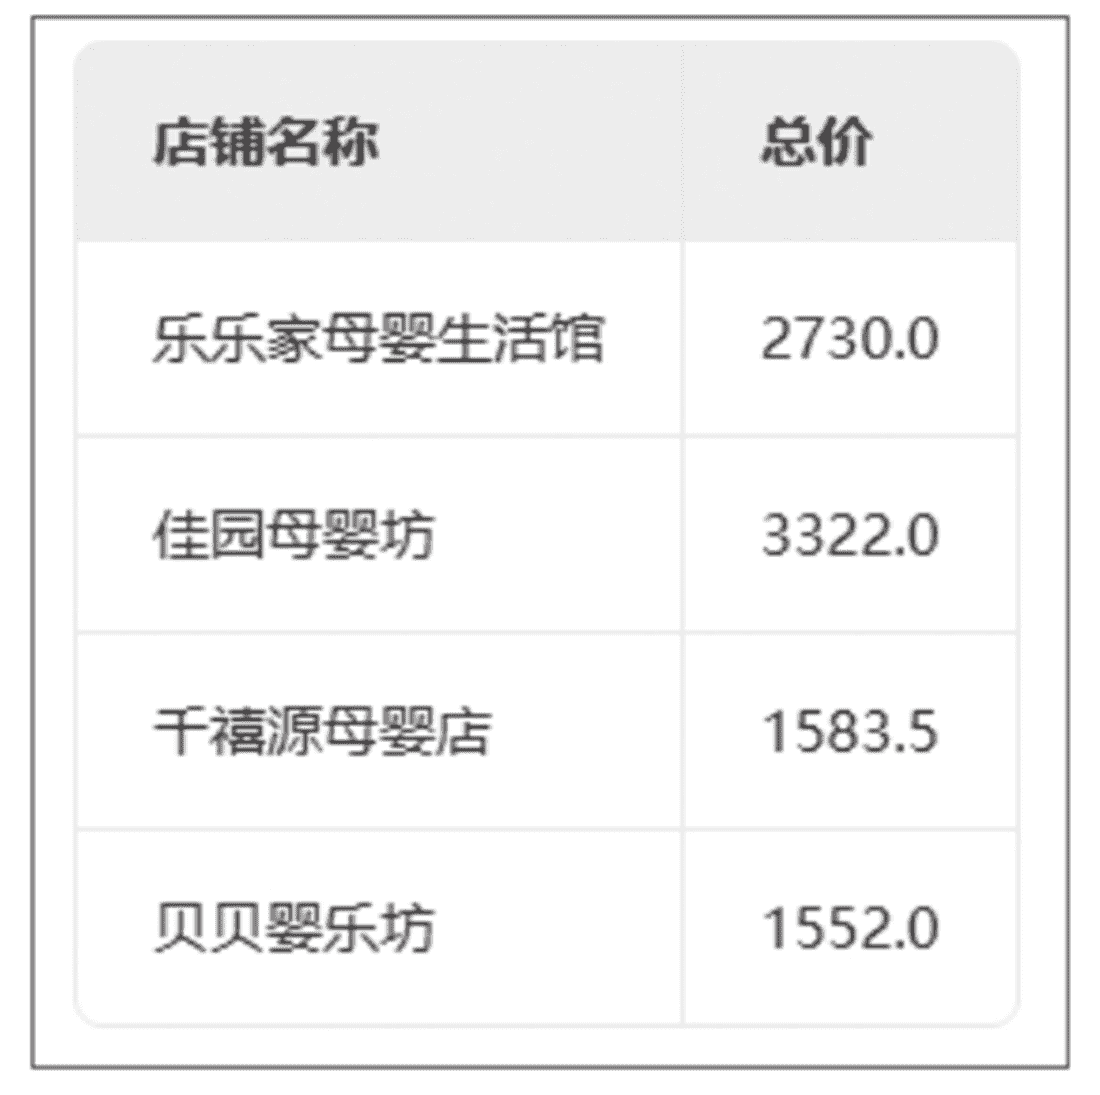 店铺名称 总价
乐乐家母婴生活馆 2730.0
佳园母婴坊 3322.0
千禧源母婴店 1583.5
贝贝婴乐坊 1552.0